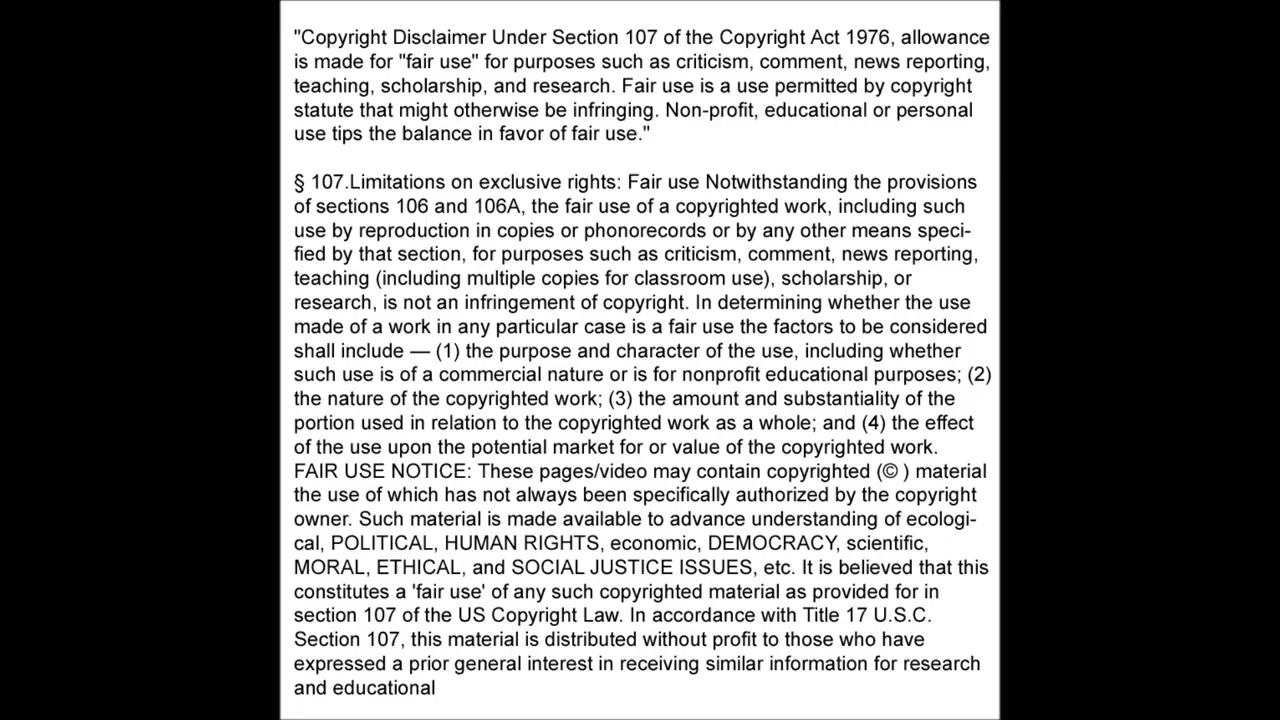 "Copyright Disclaimer Under Section 107 of the Copyright Act 1976, allowance
is made for "fair use" for purposes such as criticism, comment, news reporting,
teaching, scholarship, and research. Fair use is a use permitted by copyright
statute that might otherwise be infringing. Non-profit, educational or personal
use tips the balance in favor of fair use."
§ 107.Limitations on exclusive rights: Fair use Notwithstanding the provisions
of sections 106 and 106A, the fair use of a copyrighted work, including such
use by reproduction in copies or phonorecords or by any other means speci-
fied by that section, for purposes such as criticism, comment, news reporting,
teaching (including multiple copies for classroom use), scholarship, or
research, is not an infringement of copyright. In determining whether the use
made of a work in any particular case is a fair use the factors to be considered
shall include — (1) the purpose and character of the use, including whether
such use is of a commercial nature or is for nonprofit educational purposes; (2)
the nature of the copyrighted work; (3) the amount and substantiality of the
portion used in relation to the copyrighted work as a whole; and (4) the effect
of the use upon the potential market for or value of the copyrighted work.
FAIR USE NOTICE: These pages/video may contain copyrighted (© ) material
the use of which has not always been specifically authorized by the copyright
owner. Such material is made available to advance understanding of ecologi-
cal, POLITICAL, HUMAN RIGHTS, economic, DEMOCRACY, scientific,
MORAL, ETHICAL, and SOCIAL JUSTICE ISSUES, etc. It is believed that this
constitutes a 'fair use' of any such copyrighted material as provided for in
section 107 of the US Copyright Law. In accordance with Title 17 U.S.C.
Section 107, this material is distributed without profit to those who have
expressed a prior general interest in receiving similar information for research
and educational